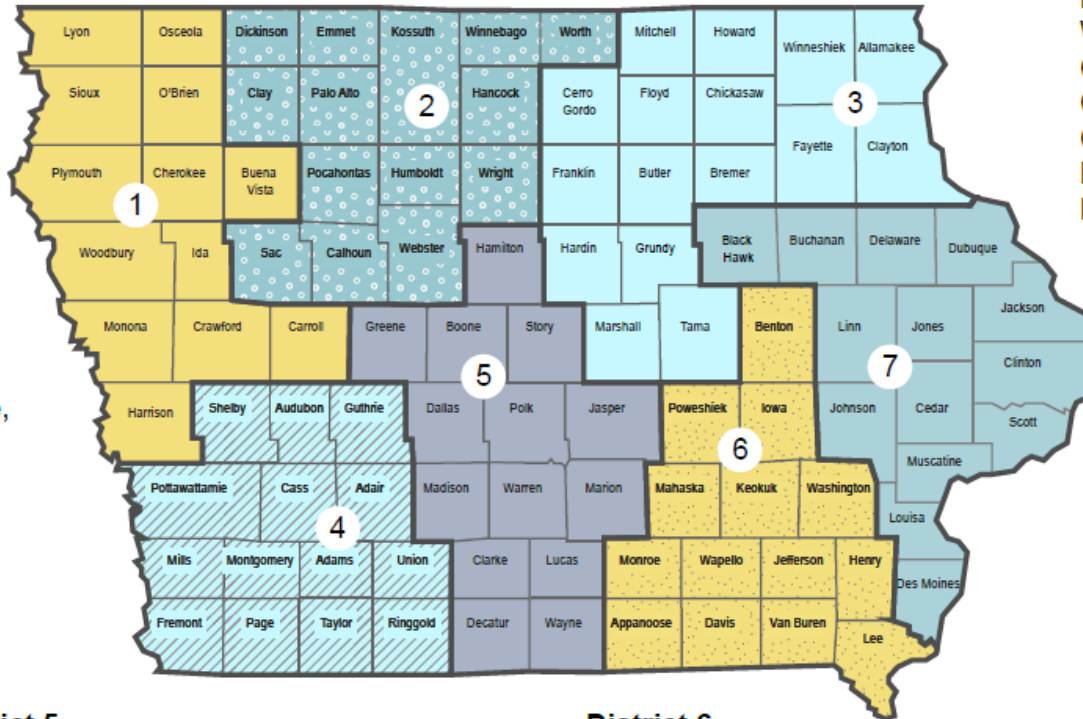 Lyon
Osceola
Dickinson
Emmet
Kossuth
Winnebago
Worth
Mitchell
Howard
Winneshiek
Allamakee
Sioux
O'Brien
Clay
Palo Alto
2
Hancock
Cerro
Gordo
Floyd
Chickasaw
3
Plymouth
Cherokee
Buena
Vista
Pocahontas
Humboldt
Wright
Franklin
Butler
Bremer
Fayette
Clayton
1
Woodbury
Ida
Sac
Calhoun
Webster
Hamilton
Hardin
Grundy
Black
Hawk
Buchanan
Delaware
Dubuque
Monona
Crawford
Carroll
Greene
Boone
Story
Marshall
Tama
Benton
Linn
Jones
Jackson
5
7
Clinton
Harrison
Shelby
Audubon
Guthrie
Dallas
Polk
Jasper
Poweshiek
Iowa
Johnson
Cedar
Scott
6
Pottawattamie
Cass
Adair
Madison
Warren
Marion
Mahaska
Keokuk
Washington
Muscatine
Louisa
4
Mills
Montgomery
Adams
Union
Clarke
Lucas
Monroe
Wapello
Jefferson
Henry
Des Moines
Fremont
Page
Taylor
Ringgold
Decatur
Wayne
Appanoose
Davis
Van Buren
Lee